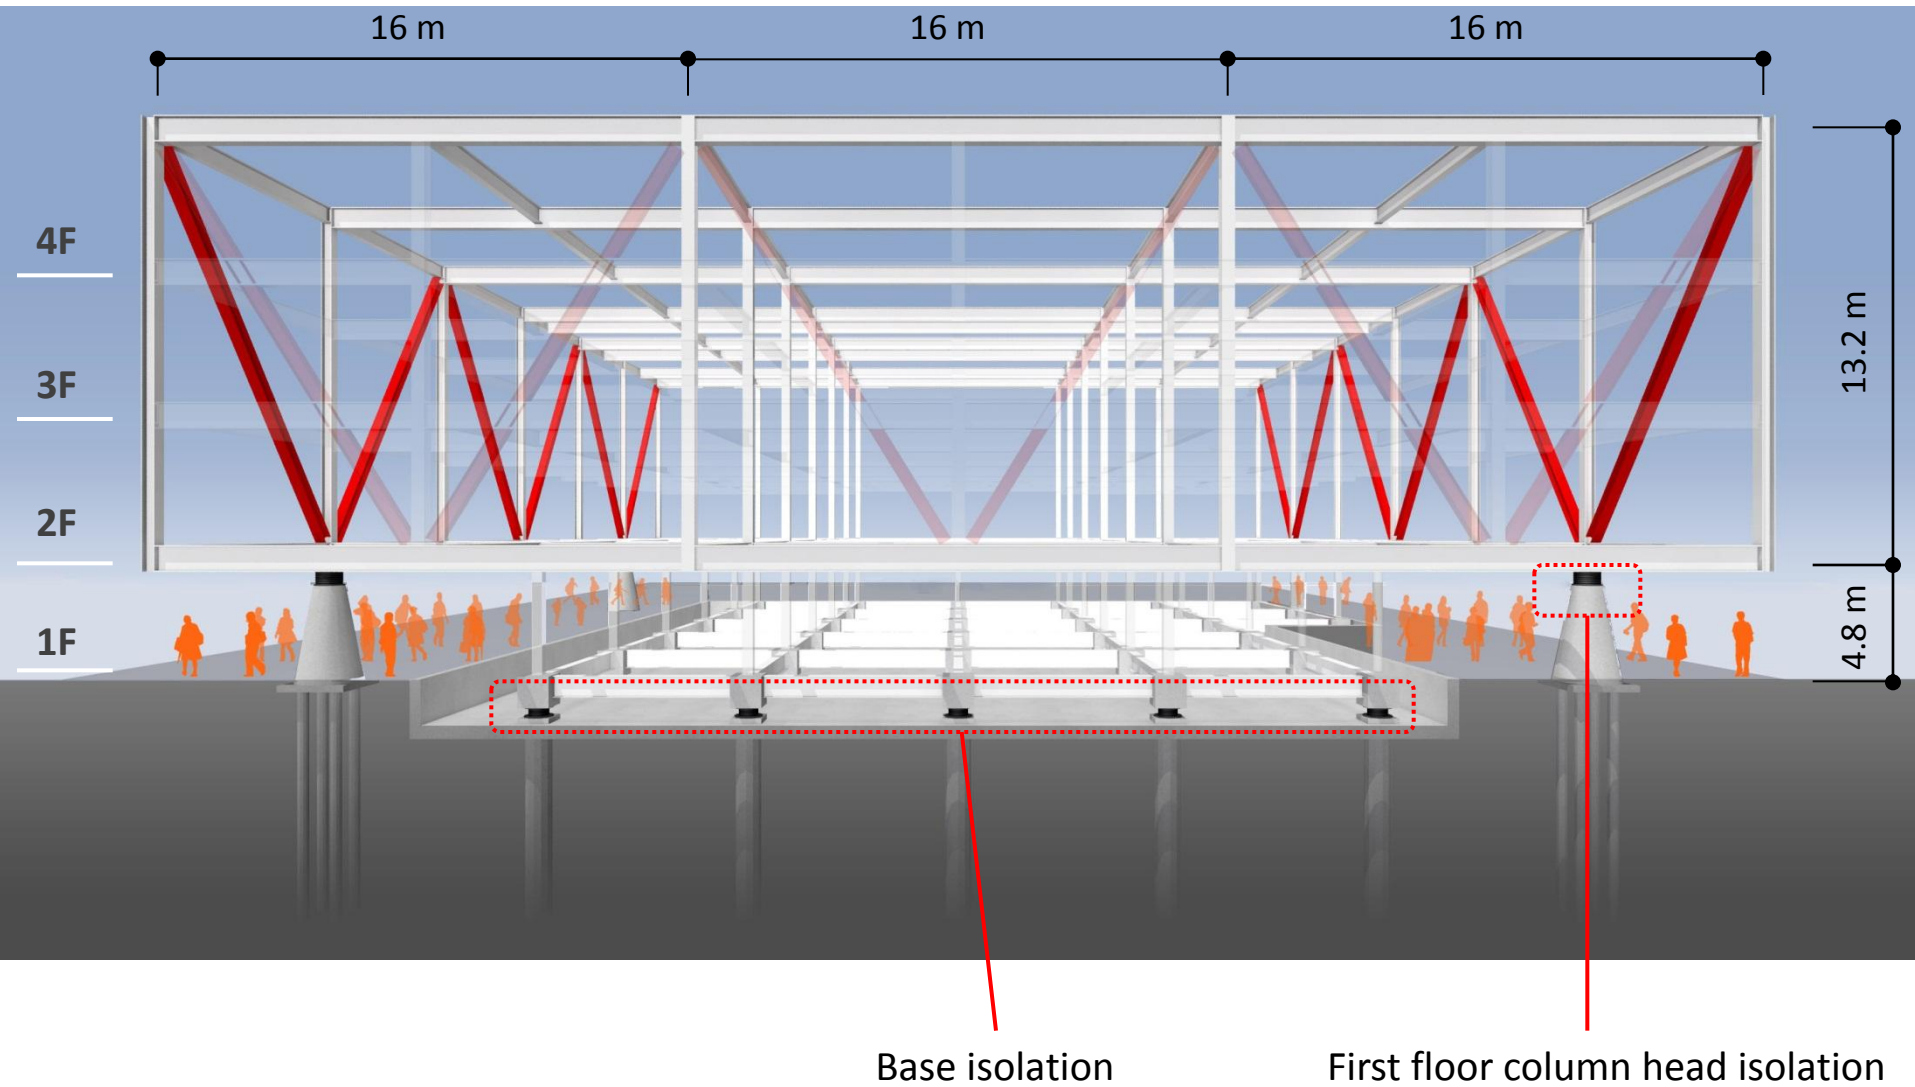 16 m
16 m
16 m
4F
3F
2F
1F
13.2 m
4.8 m
Base isolation
First floor column head isolation